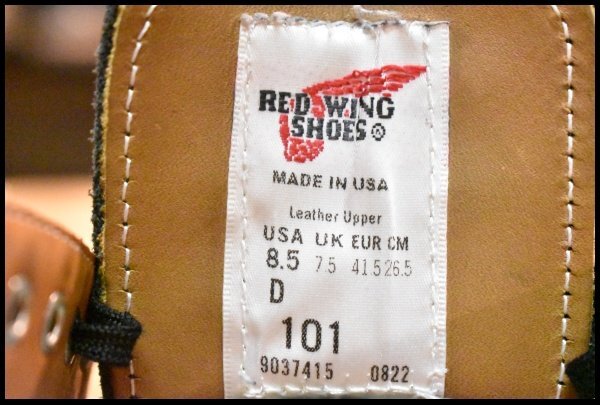 RED WING
SHOES®
MADE IN USA
Leather Upper
USA UK EUR CM
8.5 7.5 41.5 26.5
D
101
9037415 0822